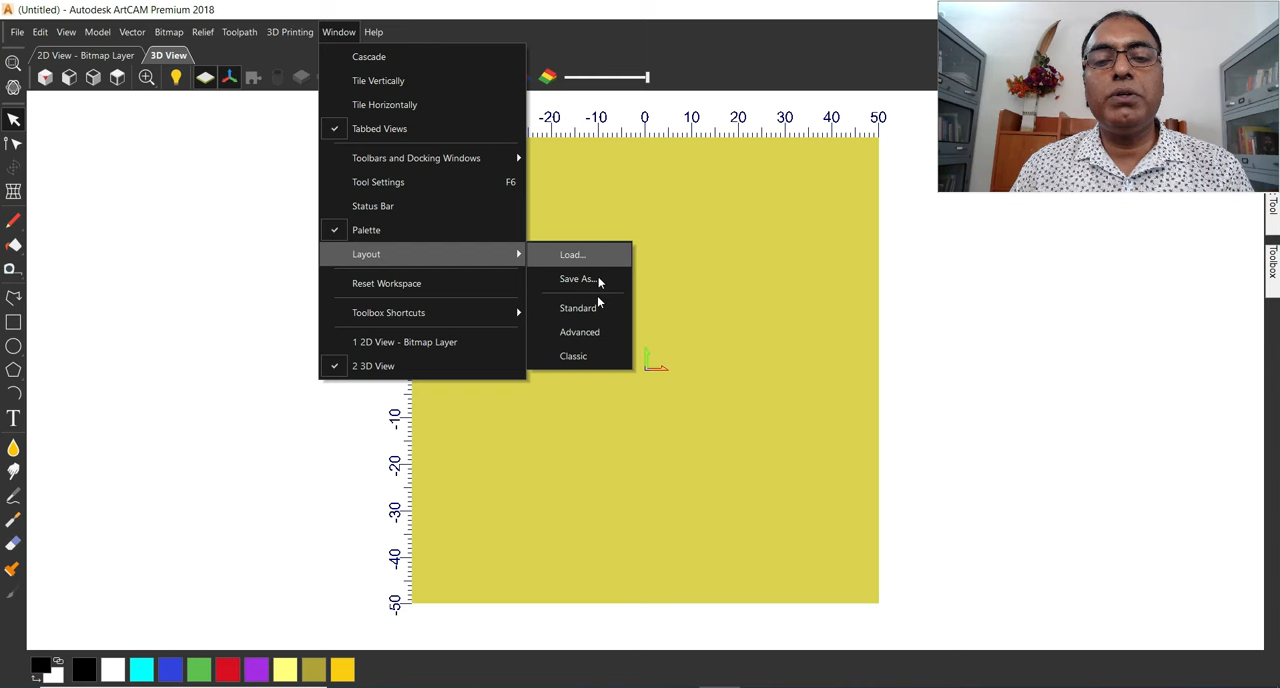 (Untitled) - Autodesk ArtCAM Premium 2018
File Edit View Model Vector Bitmap Relief Toolpath 3D Printing Window Help
2D View - Bitmap Layer 3D View
Cascade
Tile Vertically
Tile Horizontally
Tabbed Views
Toolbars and Docking Windows
Tool Settings F6
Status Bar
Palette
Layout
Reset Workspace
Toolbox Shortcuts
1 2D View - Bitmap Layer
2 3D View
Load...
Save As...
Standard
Advanced
Classic
-20 -10 0 10 20 30 40 50
-10
-20
-30
-40
-50
Tool
Toolbox
T